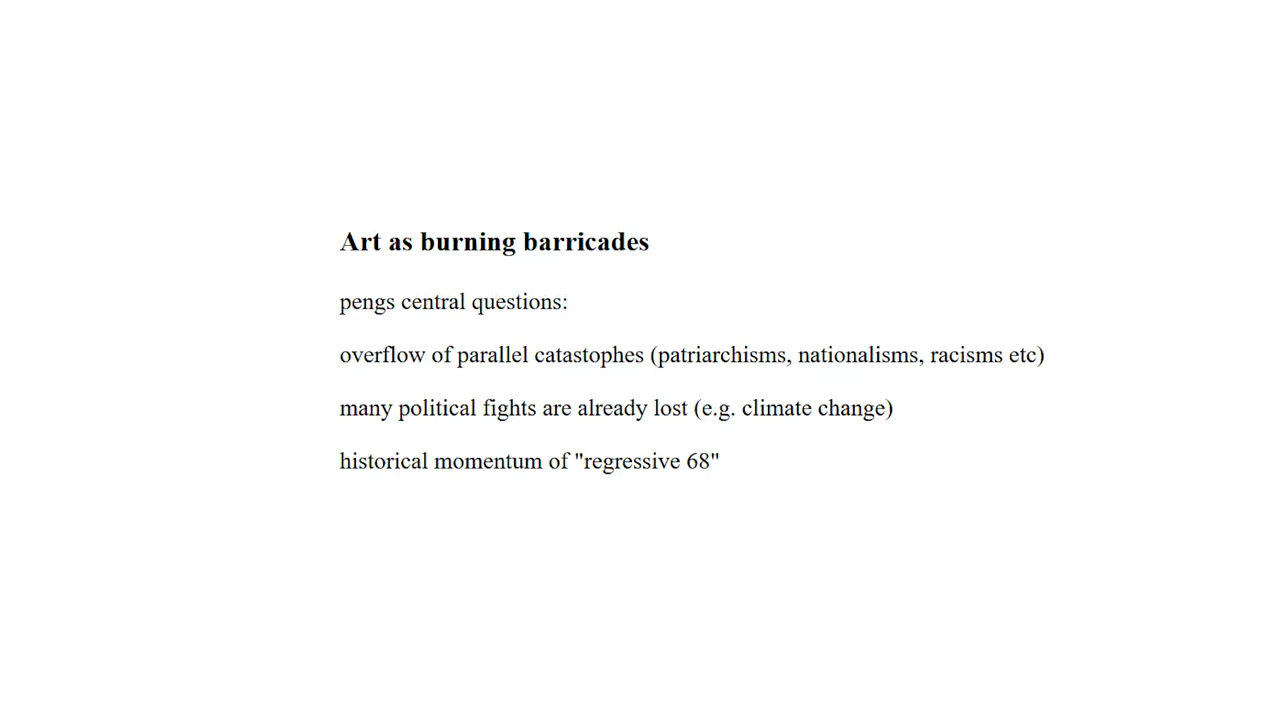 Art as burning barricades
pengs central questions:
overflow of parallel catastophes (patriarchisms, nationalisms, racisms etc)
many political fights are already lost (e.g. climate change)
historical momentum of "regressive 68"